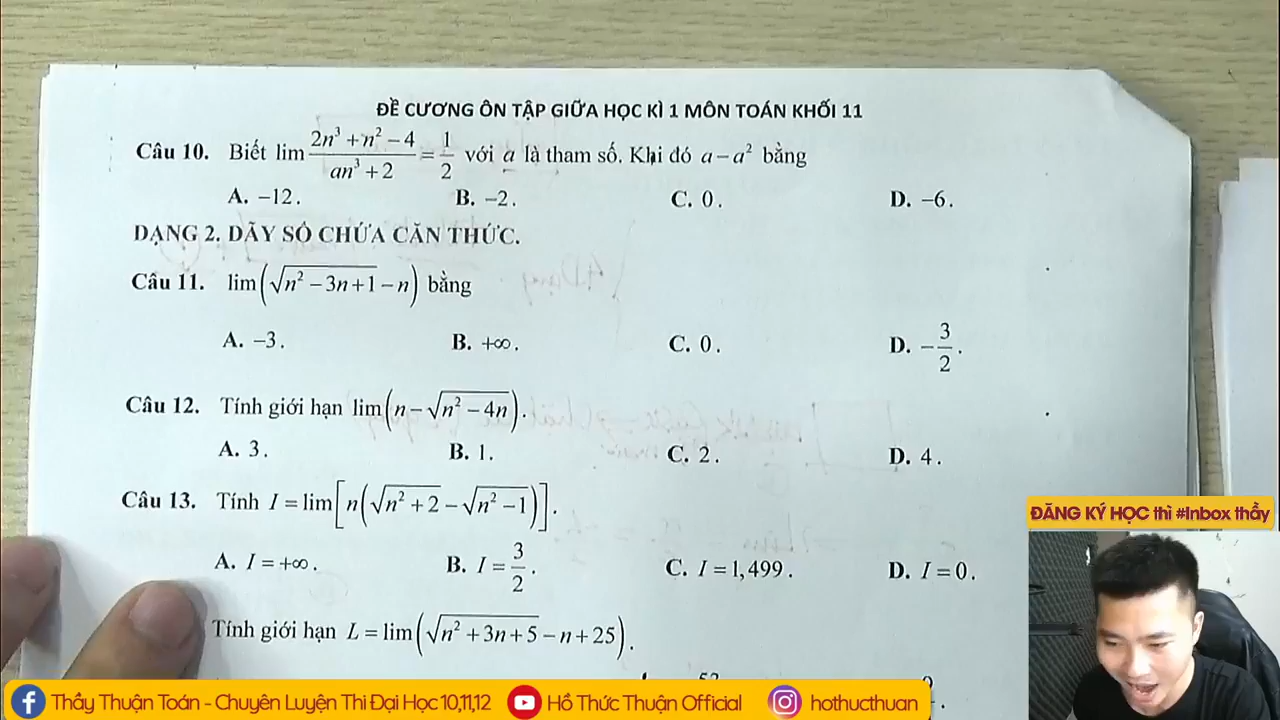 ĐỀ CƯƠNG ÔN TẬP GIỮA HỌC KÌ 1 MÔN TOÁN KHỐI 11
Câu 10. Biết lim (2n³ + n² − 4)/(an³ + 2) = 1/2 với a là tham số. Khi đó a − a² bằng
A. −12. B. −2. C. 0. D. −6.
DẠNG 2. DÃY SỐ CHỨA CĂN THỨC.
Câu 11. lim(√(n² − 3n + 1) − n) bằng
A. −3. B. +∞. C. 0. D. −3/2.
Câu 12. Tính giới hạn lim(n − √(n² − 4n)).
A. 3. B. 1. C. 2. D. 4.
Câu 13. Tính I = lim[n(√(n² + 2) − √(n² − 1))].
A. I = +∞. B. I = 3/2. C. I = 1,499. D. I = 0.
Tính giới hạn L = lim(√(n² + 3n + 5) − n + 25).
ĐĂNG KÝ HỌC thì #Inbox thầy
Thầy Thuận Toán - Chuyên Luyện Thi Đại Học 10,11,12 Hồ Thức Thuận Official hothucthuan